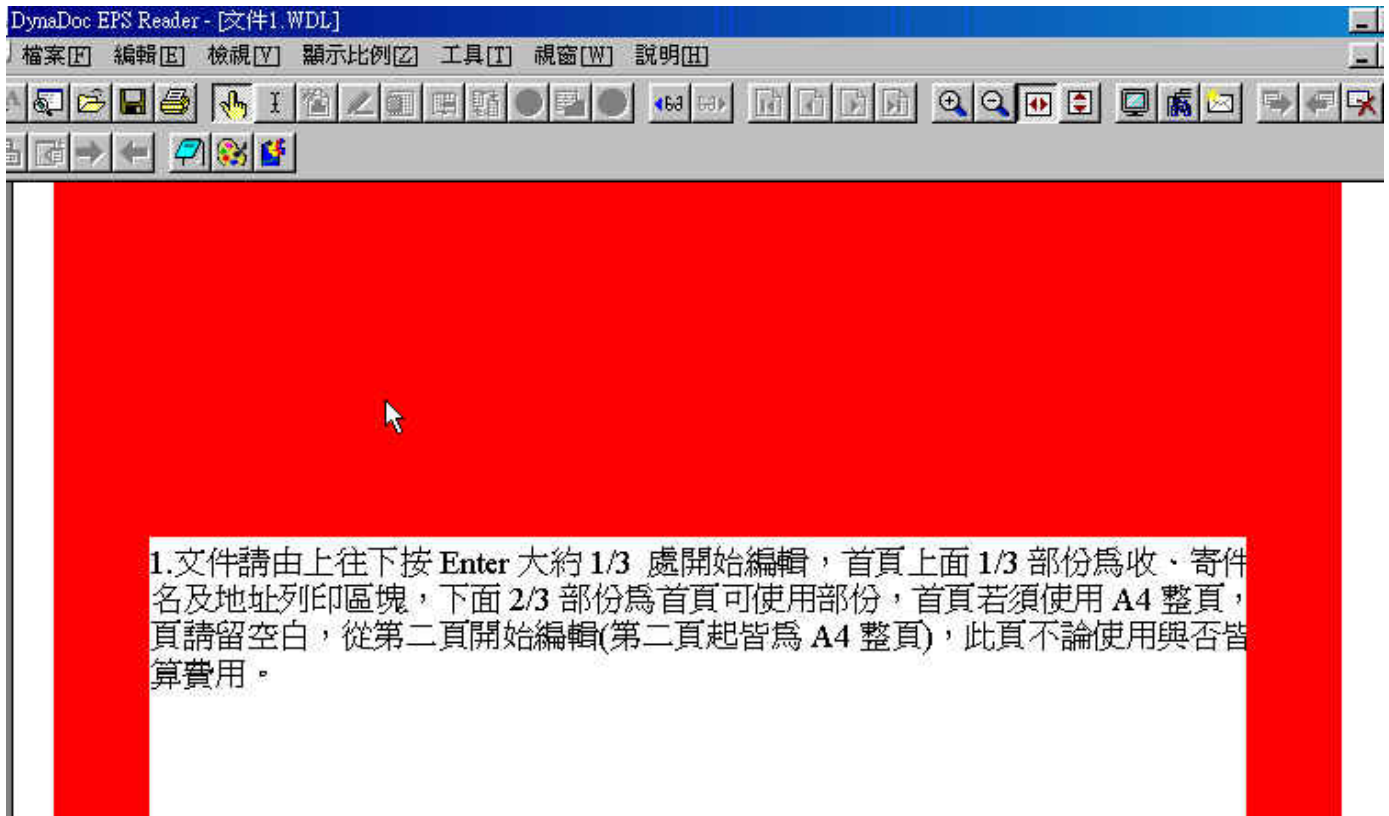 DynaDoc EPS Reader - [文件1.WDL]
檔案[F] 編輯[E] 檢視[V] 顯示比例[Z] 工具[T] 視窗[W] 說明[H]
1.文件請由上往下按 Enter 大約 1/3 處開始編輯，首頁上面 1/3 部份爲收、寄件
名及地址列印區塊，下面 2/3 部份爲首頁可使用部份，首頁若須使用 A4 整頁，
頁請留空白，從第二頁開始編輯(第二頁起皆爲 A4 整頁)，此頁不論使用與否皆
算費用。